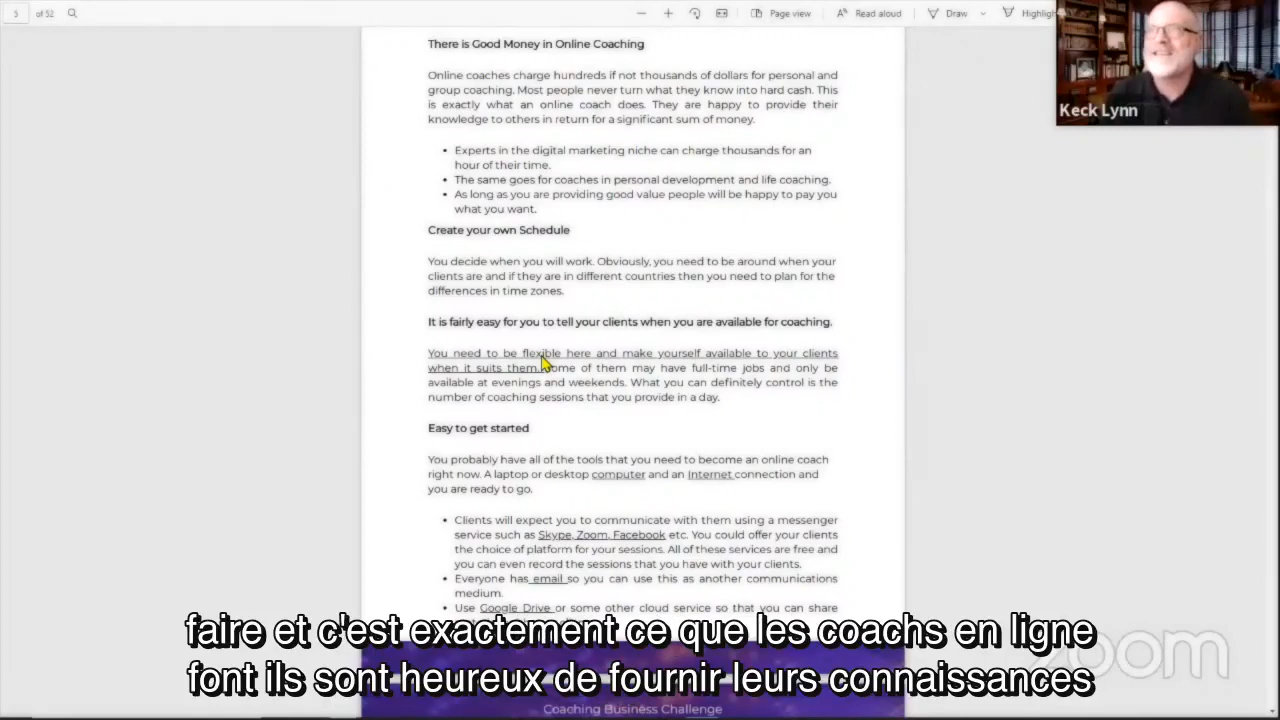 5 of 52 Page view Read aloud Draw Highligh
There is Good Money in Online Coaching
Online coaches charge hundreds if not thousands of dollars for personal and
group coaching. Most people never turn what they know into hard cash. This
is exactly what an online coach does. They are happy to provide their
knowledge to others in return for a significant sum of money.
• Experts in the digital marketing niche can charge thousands for an
hour of their time.
• The same goes for coaches in personal development and life coaching.
• As long as you are providing good value people will be happy to pay you
what you want.
Create your own Schedule
You decide when you will work. Obviously, you need to be around when your
clients are and if they are in different countries then you need to plan for the
differences in time zones.
It is fairly easy for you to tell your clients when you are available for coaching.
You need to be flexible here and make yourself available to your clients
when it suits them. Some of them may have full-time jobs and only be
available at evenings and weekends. What you can definitely control is the
number of coaching sessions that you provide in a day.
Easy to get started
You probably have all of the tools that you need to become an online coach
right now. A laptop or desktop computer and an Internet connection and
you are ready to go.
• Clients will expect you to communicate with them using a messenger
service such as Skype, Zoom, Facebook etc. You could offer your clients
the choice of platform for your sessions. All of these services are free and
you can even record the sessions that you have with your clients.
• Everyone has email so you can use this as another communications
medium.
• Use Google Drive or some other cloud service so that you can share
Coaching Business Challenge
Keck Lynn
zoom
faire et c'est exactement ce que les coachs en ligne
font ils sont heureux de fournir leurs connaissances